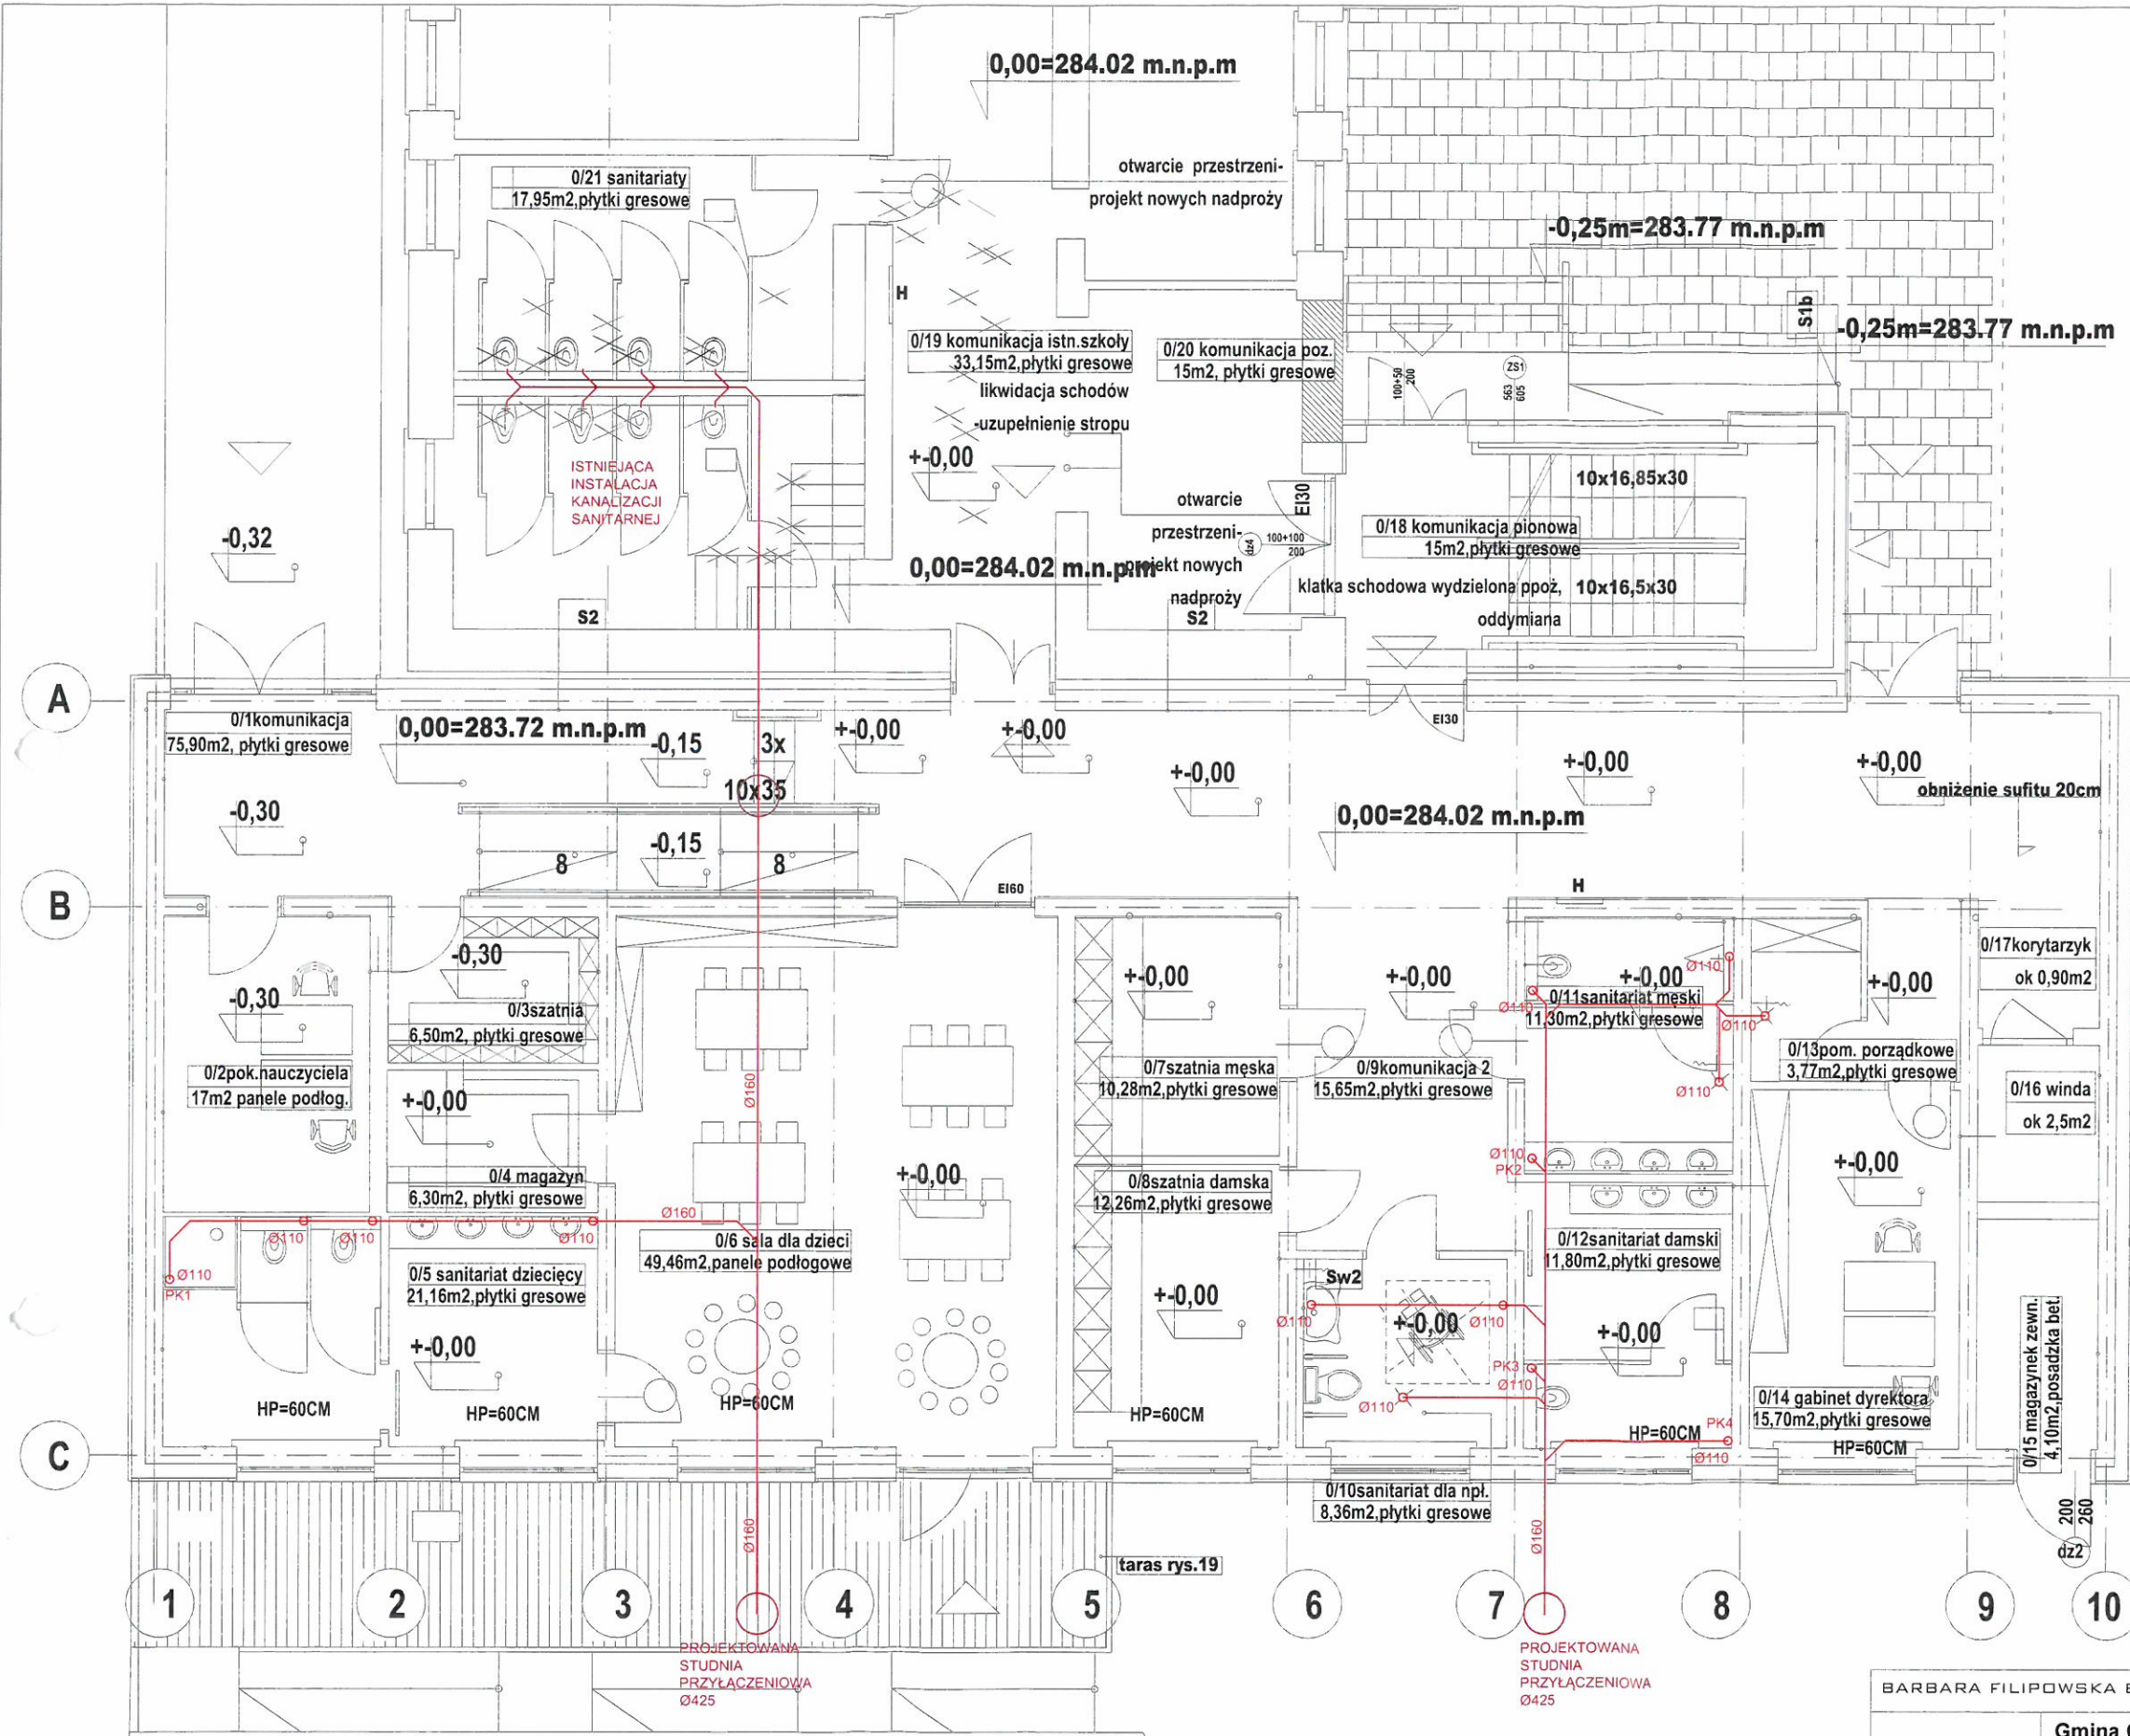 0,00=284.02 m.n.p.m
otwarcie przestrzeni-
projekt nowych nadproży
0/21 sanitariaty
17,95m2,płytki gresowe
-0,25m=283.77 m.n.p.m
S1b
-0,25m=283.77 m.n.p.m
H
0/19 komunikacja istn.szkoły
33,15m2,płytki gresowe
0/20 komunikacja poz.
15m2, płytki gresowe
likwidacja schodów
-uzupełnienie stropu
100+50
200
ZS1
563
605
+-0,00
ISTNIEJĄCA
INSTALACJA
KANALIZACJI
SANITARNEJ
10x16,85x30
otwarcie
przestrzeni-
projekt nowych
nadproży
EI30
dz4
100+100
200
0/18 komunikacja pionowa
15m2,płytki gresowe
-0,32
0,00=284.02 m.n.p.m
klatka schodowa wydzielona ppoż,
oddymiana
10x16,5x30
S2
S2
A
0/1komunikacja
75,90m2, płytki gresowe
0,00=283.72 m.n.p.m
-0,15
3x
10x35
+-0,00
+-0,00
EI30
+-0,00
+-0,00
+-0,00
obniżenie sufitu 20cm
-0,30
0,00=284.02 m.n.p.m
-0,15
8
8
EI60
H
B
-0,30
-0,30
0/3szatnia
6,50m2, płytki gresowe
+-0,00
+-0,00
+-0,00
Ø110
Ø110
Ø110
Ø110
0/11sanitariat męski
11,30m2,płytki gresowe
+-0,00
0/17korytarzyk
ok 0,90m2
0/2pok.nauczyciela
17m2 panele podłog.
+-0,00
Ø160
0/7szatnia męska
10,28m2,płytki gresowe
0/9komunikacja 2
15,65m2,płytki gresowe
0/13pom. porządkowe
3,77m2,płytki gresowe
0/16 winda
ok 2,5m2
0/4 magazyn
6,30m2, płytki gresowe
+-0,00
0/8szatnia damska
12,26m2,płytki gresowe
Ø110
PK2
+-0,00
Ø160
Ø110
Ø110
Ø110
Ø110
PK1
0/6 sala dla dzieci
49,46m2,panele podłogowe
0/5 sanitariat dziecięcy
21,16m2,płytki gresowe
0/12sanitariat damski
11,80m2,płytki gresowe
+-0,00
+-0,00
Sw2
Ø110
+-0,00
Ø110
+-0,00
PK3
Ø110
Ø110
HP=60CM
HP=60CM
HP=60CM
HP=60CM
HP=60CM
PK4
Ø110
0/14 gabinet dyrektora
15,70m2,płytki gresowe
HP=60CM
0/15 magazynek zewn.
4,10m2,posadzka bet.
C
0/10sanitariat dla npł.
8,36m2,płytki gresowe
Ø160
Ø160
taras rys.19
200
260
dz2
1
2
3
4
5
6
7
8
9
10
PROJEKTOWANA
STUDNIA
PRZYŁĄCZENIOWA
Ø425
PROJEKTOWANA
STUDNIA
PRZYŁĄCZENIOWA
Ø425
BARBARA FILIPOWSKA
Gmina